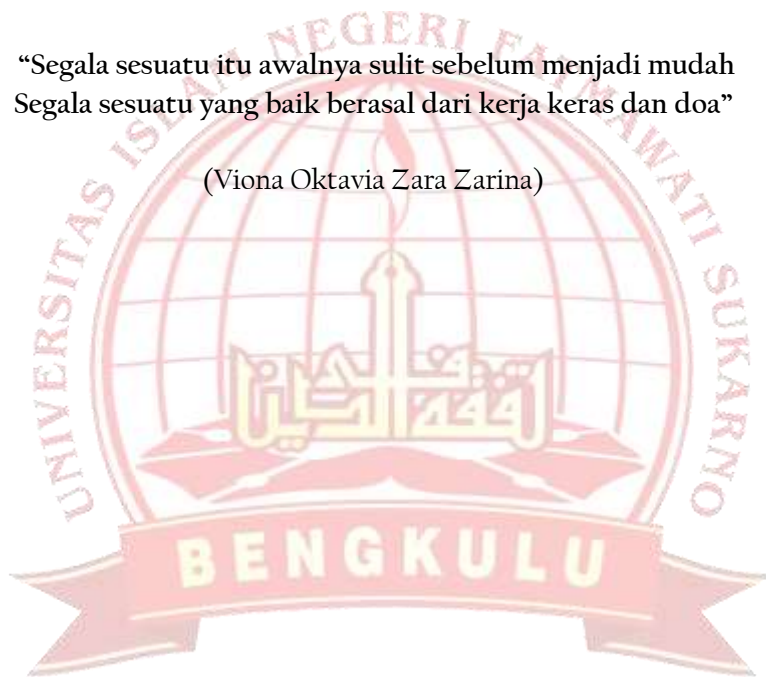 “Segala sesuatu itu awalnya sulit sebelum menjadi mudah
Segala sesuatu yang baik berasal dari kerja keras dan doa”
(Viona Oktavia Zara Zarina)
UNIVERSITAS ISLAM NEGERI FATMAWATI SUKARNO
BENGKULU